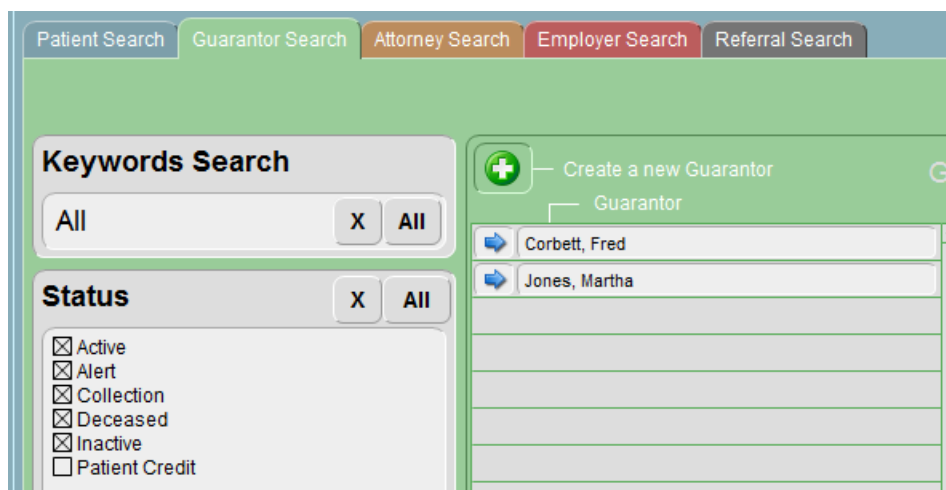 Patient Search Guarantor Search Attorney Search Employer Search Referral Search
Keywords Search
All X All
Status X All
Active
Alert
Collection
Deceased
Inactive
Patient Credit
Create a new Guarantor
G
Guarantor
Corbett, Fred
Jones, Martha